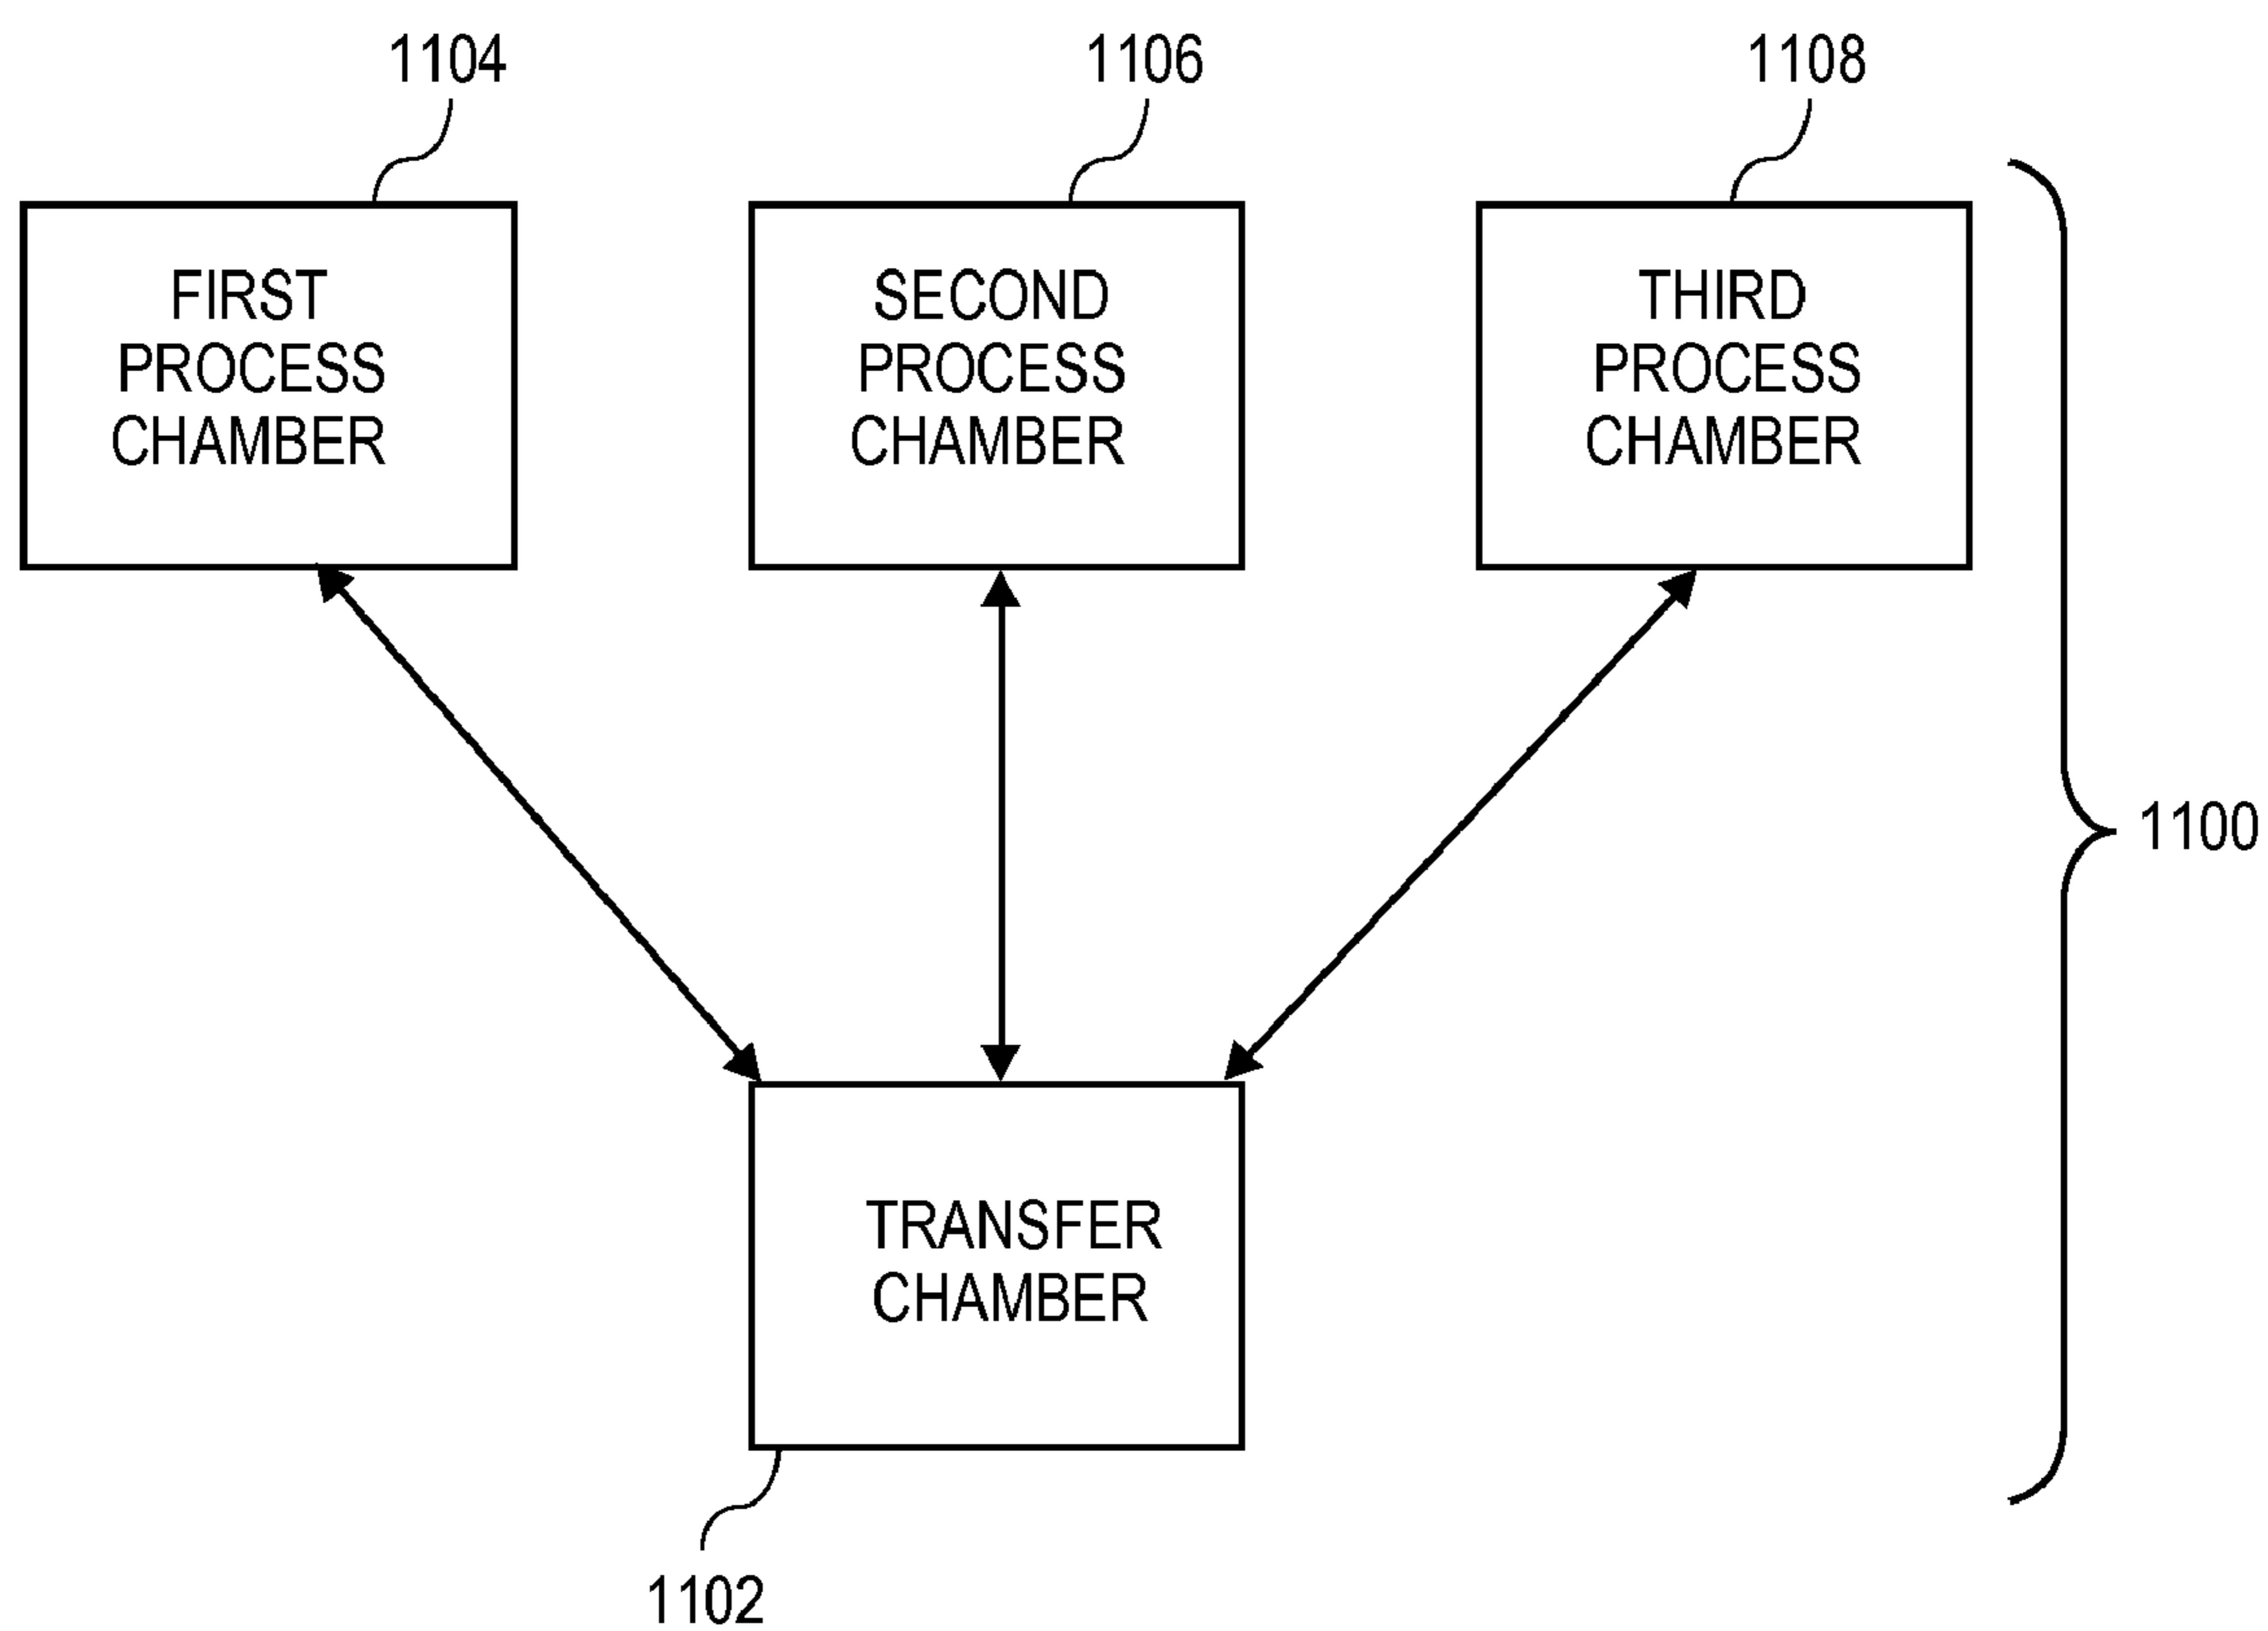 1104
1106
1108
FIRST
PROCESS
CHAMBER
SECOND
PROCESS
CHAMBER
THIRD
PROCESS
CHAMBER
1100
TRANSFER
CHAMBER
1102